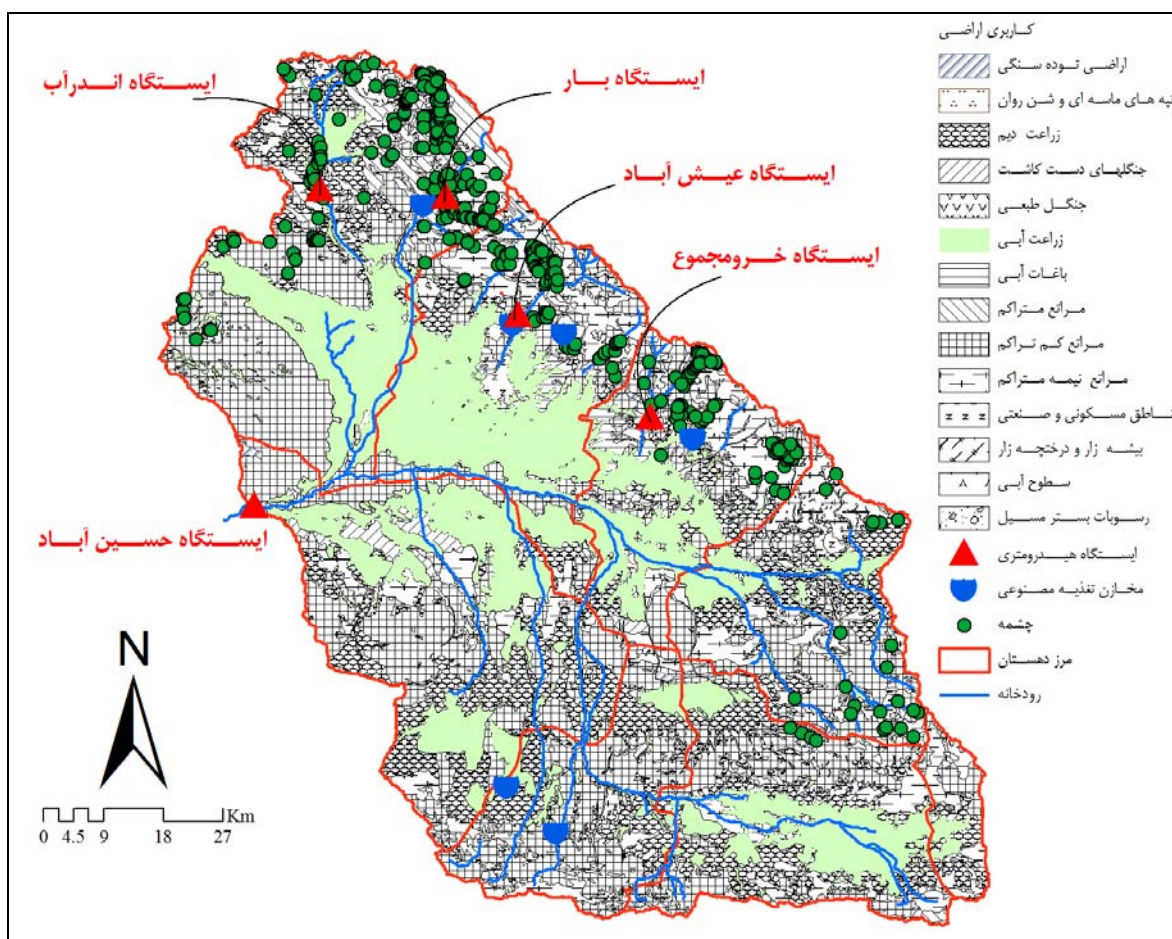 کاربری اراضی
اراضی توده سنگی
تپه های ماسه ای و شن روان
زراعت دیم
جنگلهای دست کاشت
جنگل طبعی
زراعت آبی
باغات آبی
مراتع متراکم
مراتع کم تراکم
مراتع نیمه متراکم
ناطق مسکونی و صنعتی
بیشه زار و درختچه زار
سطوح آبی
رسوبات بستر مسیل
ایستگاه هیدرومتری
مخازن تغذیه مصنوعی
چشمه
مرز دهستان
رودخانه
ایستگاه بار
ایستگاه اندرآب
ایستگاه عیش آباد
ایستگاه خرومجموع
ایستگاه حسین آباد
N
0 4.5 9 18 27 Km